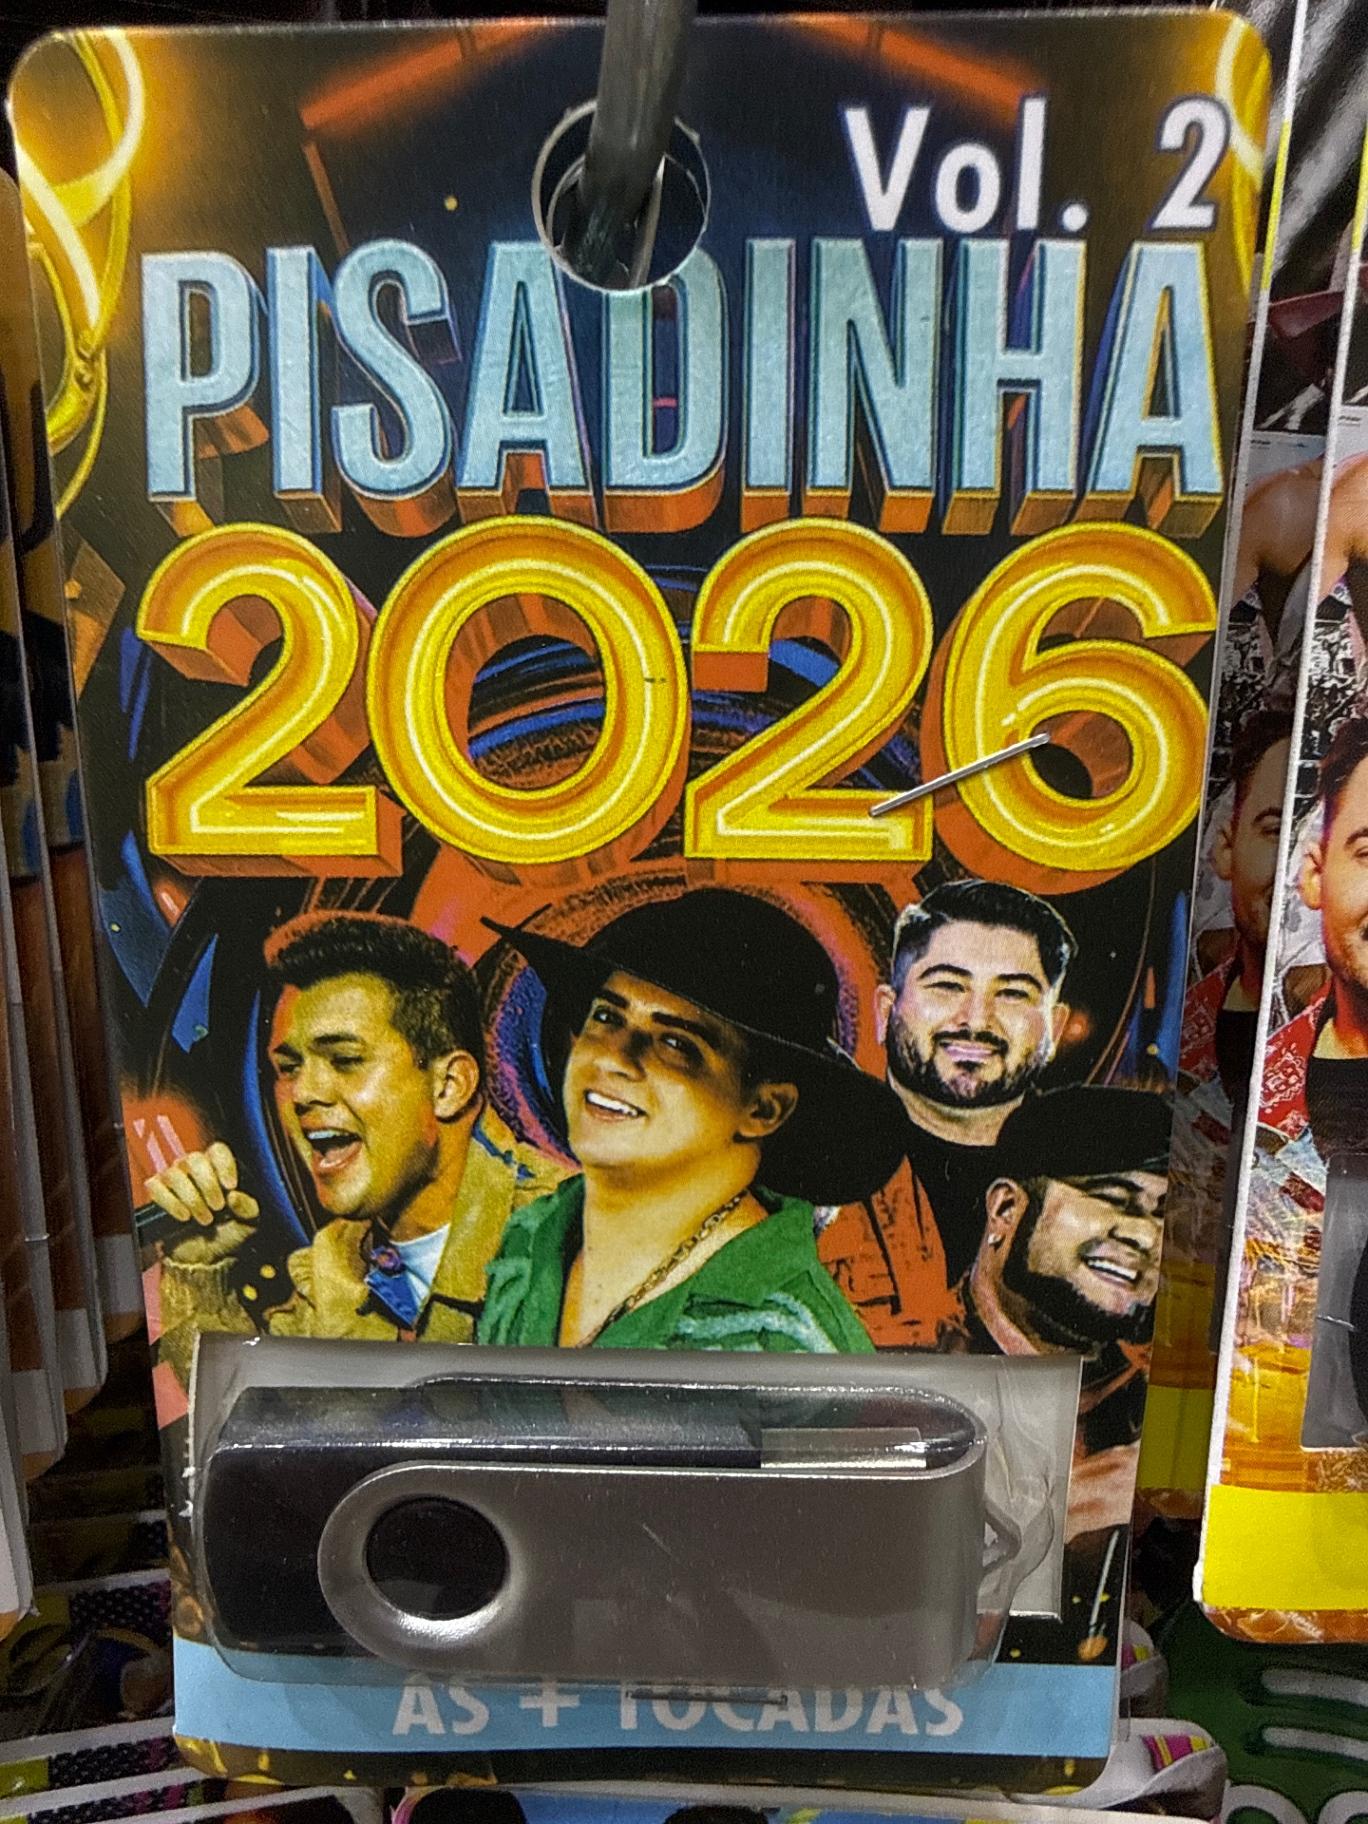 Vol. 2
PISADINHA
2026
AS + TOCADAS